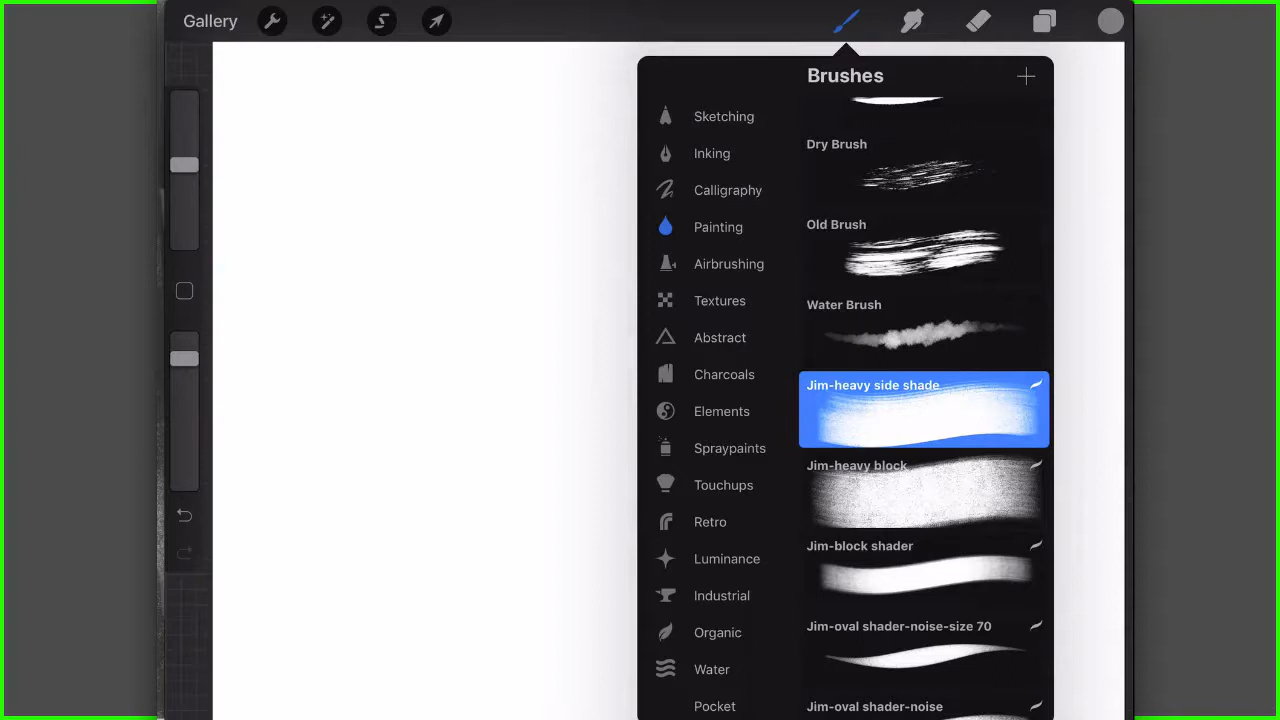 Gallery
Brushes
Sketching
Inking
Calligraphy
Painting
Airbrushing
Textures
Abstract
Charcoals
Elements
Spraypaints
Touchups
Retro
Luminance
Industrial
Organic
Water
Pocket
Dry Brush
Old Brush
Water Brush
Jim-heavy side shade
Jim-heavy block
Jim-block shader
Jim-oval shader-noise-size 70
Jim-oval shader-noise